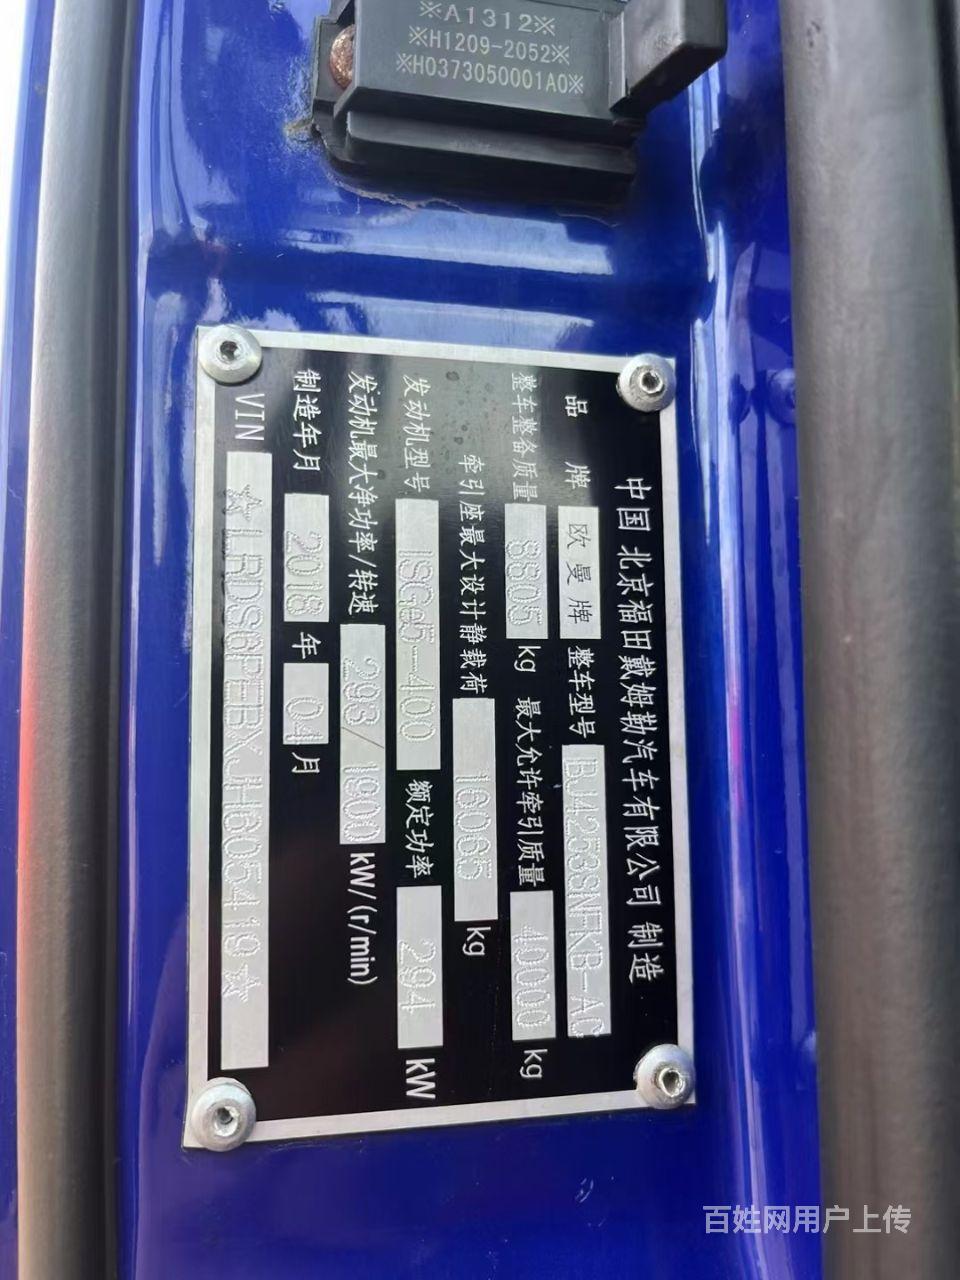 ※A1312※
※H1209-2052※
※H0373050001A0※
中国 北京福田戴姆勒汽车有限公司 制造
品 牌 欧曼牌 整车型号 BJ4253SNFKB-AC
整车整备质量 8805 kg 最大允许牵引质量 40000 kg
牵引座最大设计静载荷 16065 kg
发动机型号 ISGe5-400 额定功率 294 kW
发动机最大净功率/转速 293/1900 kW/(r/min)
制造年月 2018 年 04 月
VIN ☆LRDS6PEBXJH605419☆
百姓网用户上传